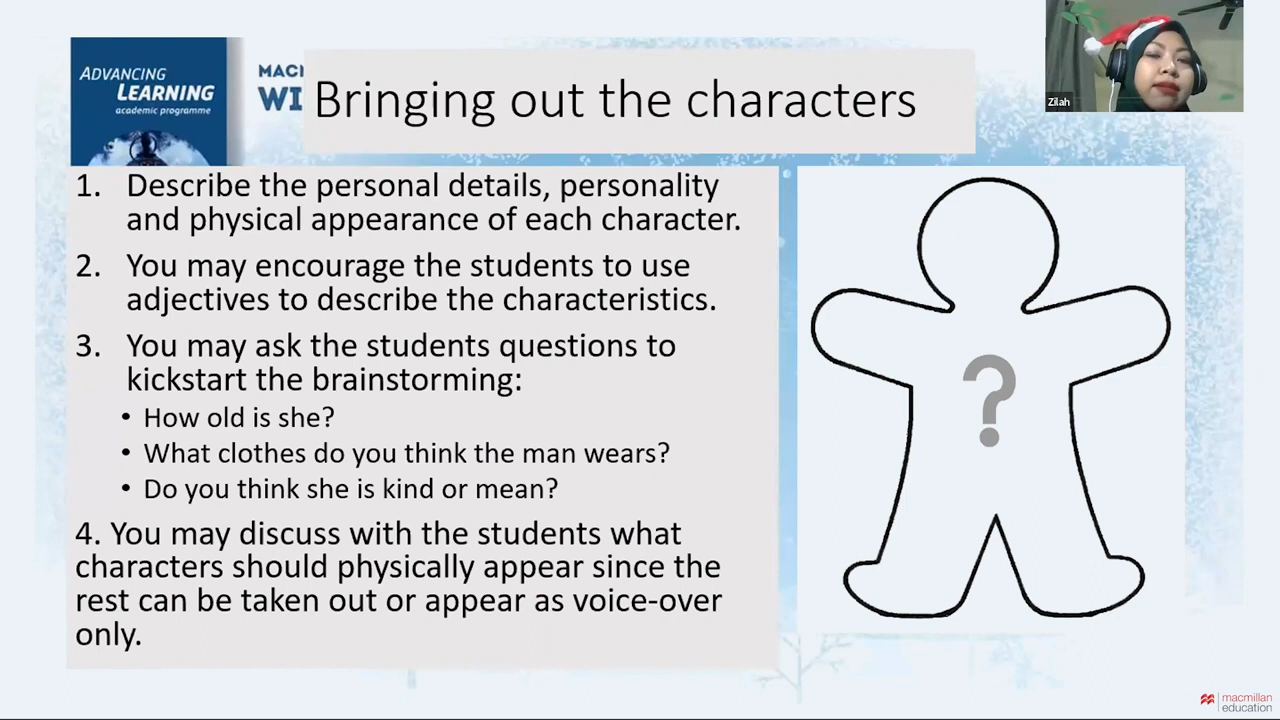 ADVANCING
LEARNING
academic programme
WI
Bringing out the characters
Zilah
1. Describe the personal details, personality
and physical appearance of each character.
2. You may encourage the students to use
adjectives to describe the characteristics.
3. You may ask the students questions to
kickstart the brainstorming:
• How old is she?
• What clothes do you think the man wears?
• Do you think she is kind or mean?
4. You may discuss with the students what
characters should physically appear since the
rest can be taken out or appear as voice-over
only.
?
macmillan
education